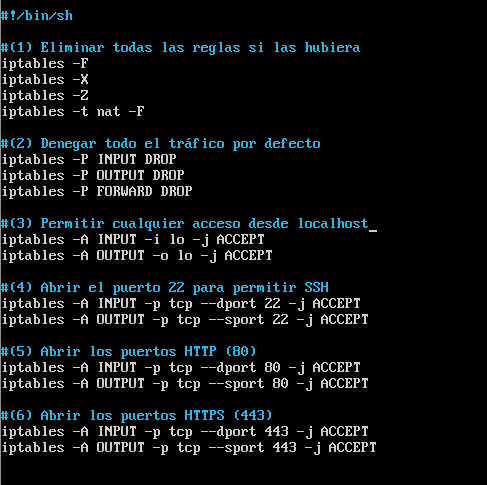 #!/bin/sh
#(1) Eliminar todas las reglas si las hubiera
iptables -F
iptables -X
iptables -Z
iptables -t nat -F
#(2) Denegar todo el tráfico por defecto
iptables -P INPUT DROP
iptables -P OUTPUT DROP
iptables -P FORWARD DROP
#(3) Permitir cualquier acceso desde localhost_
iptables -A INPUT -i lo -j ACCEPT
iptables -A OUTPUT -o lo -j ACCEPT
#(4) Abrir el puerto 22 para permitir SSH
iptables -A INPUT -p tcp --dport 22 -j ACCEPT
iptables -A OUTPUT -p tcp --sport 22 -j ACCEPT
#(5) Abrir los puertos HTTP (80)
iptables -A INPUT -p tcp --dport 80 -j ACCEPT
iptables -A OUTPUT -p tcp --sport 80 -j ACCEPT
#(6) Abrir los puertos HTTPS (443)
iptables -A INPUT -p tcp --dport 443 -j ACCEPT
iptables -A OUTPUT -p tcp --sport 443 -j ACCEPT